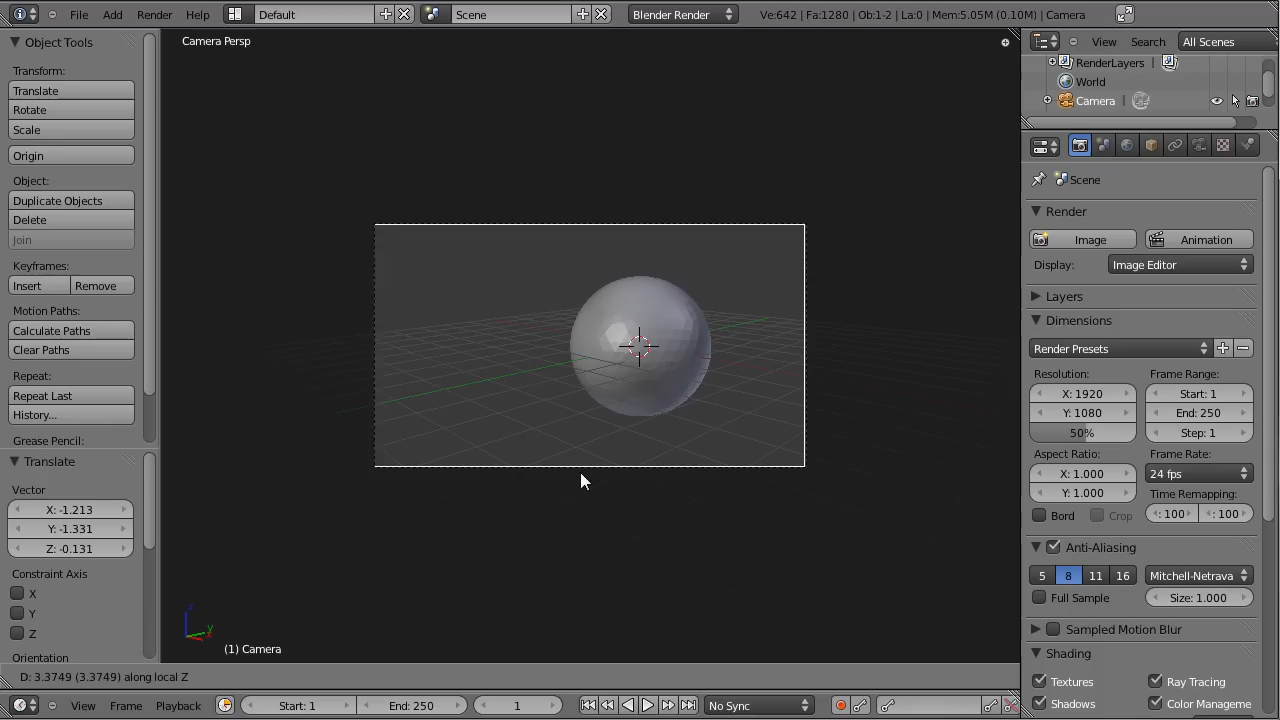 File Add Render Help Default Scene Blender Render Ve:642 | Fa:1280 | Ob:1-2 | La:0 | Mem:5.05M (0.10M) | Camera
Object Tools
Transform:
Translate
Rotate
Scale
Origin
Object:
Duplicate Objects
Delete
Join
Keyframes:
Insert Remove
Motion Paths:
Calculate Paths
Clear Paths
Repeat:
Repeat Last
History...
Grease Pencil:
Translate
Vector
X: -1.213
Y: -1.331
Z: -0.131
Constraint Axis
X
Y
Z
Orientation
Camera Persp
z
y
(1) Camera
D: 3.3749 (3.3749) along local Z
View Search All Scenes
RenderLayers |
World
Camera |
Scene
Render
Image Animation
Display: Image Editor
Layers
Dimensions
Render Presets
Resolution: Frame Range:
X: 1920 Start: 1
Y: 1080 End: 250
50% Step: 1
Aspect Ratio: Frame Rate:
X: 1.000 24 fps
Y: 1.000 Time Remapping:
Bord Crop : 100 : 100
Anti-Aliasing
5 8 11 16 Mitchell-Netrava
Full Sample Size: 1.000
Sampled Motion Blur
Shading
Textures Ray Tracing
Shadows Color Manageme
View Frame Playback Start: 1 End: 250 1 No Sync